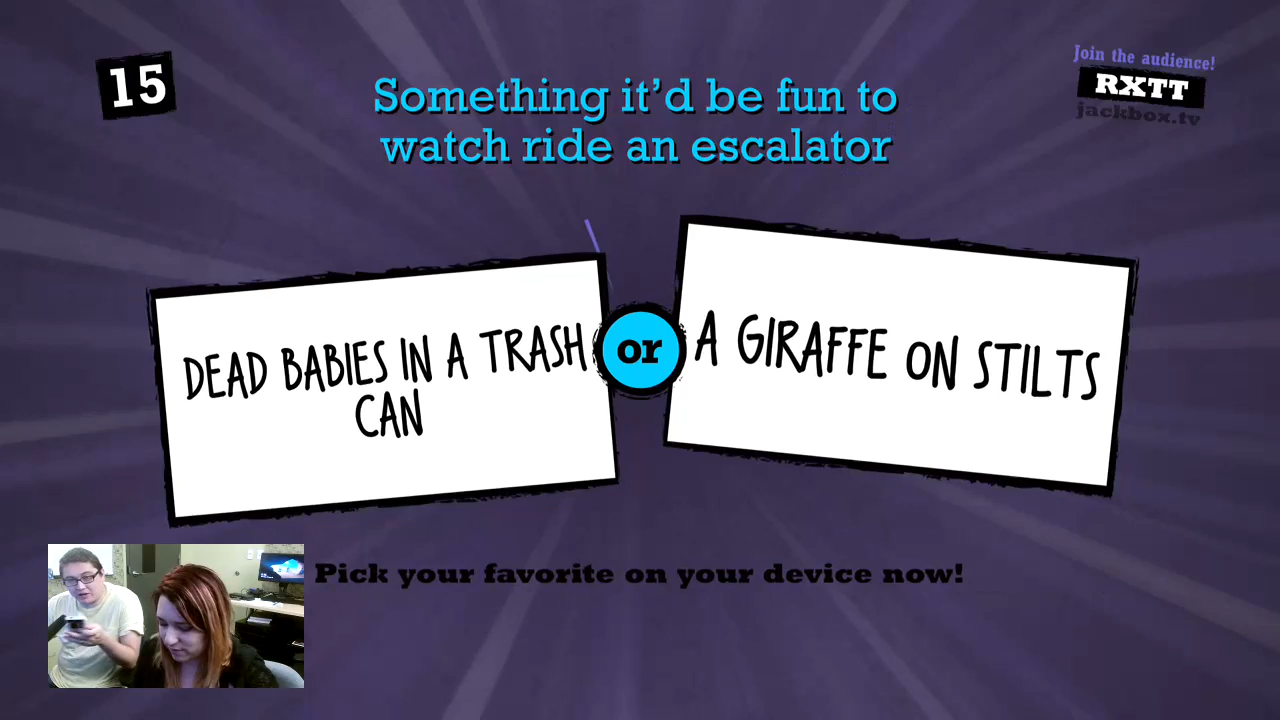 15
Something it'd be fun to
watch ride an escalator
Join the audience!
RXTT
jackbox.tv
DEAD BABIES IN A TRASH
CAN
or
A GIRAFFE ON STILTS
Pick your favorite on your device now!